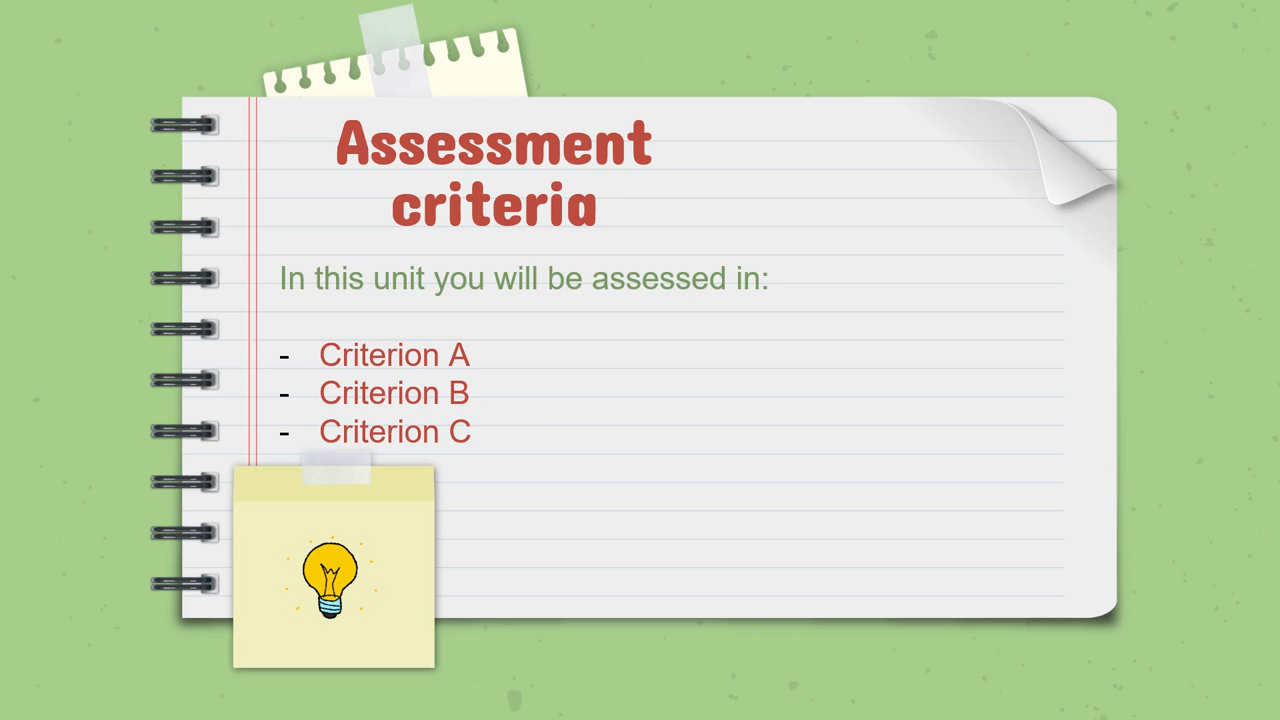 Assessment
criteria
In this unit you will be assessed in:
- Criterion A
- Criterion B
- Criterion C